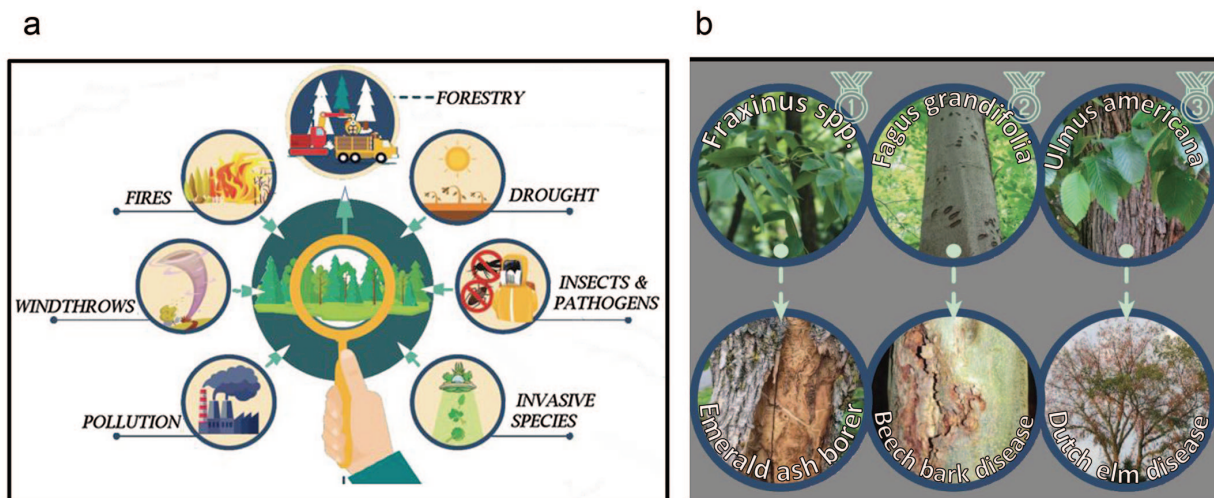 a
FORESTRY
FIRES
DROUGHT
WINDTHROWS
INSECTS &
PATHOGENS
POLLUTION
INVASIVE
SPECIES
b
1
2
3
Fraxinus spp.
Fagus grandifolia
Ulmus americana
Emerald ash borer
Beech bark disease
Dutch elm disease